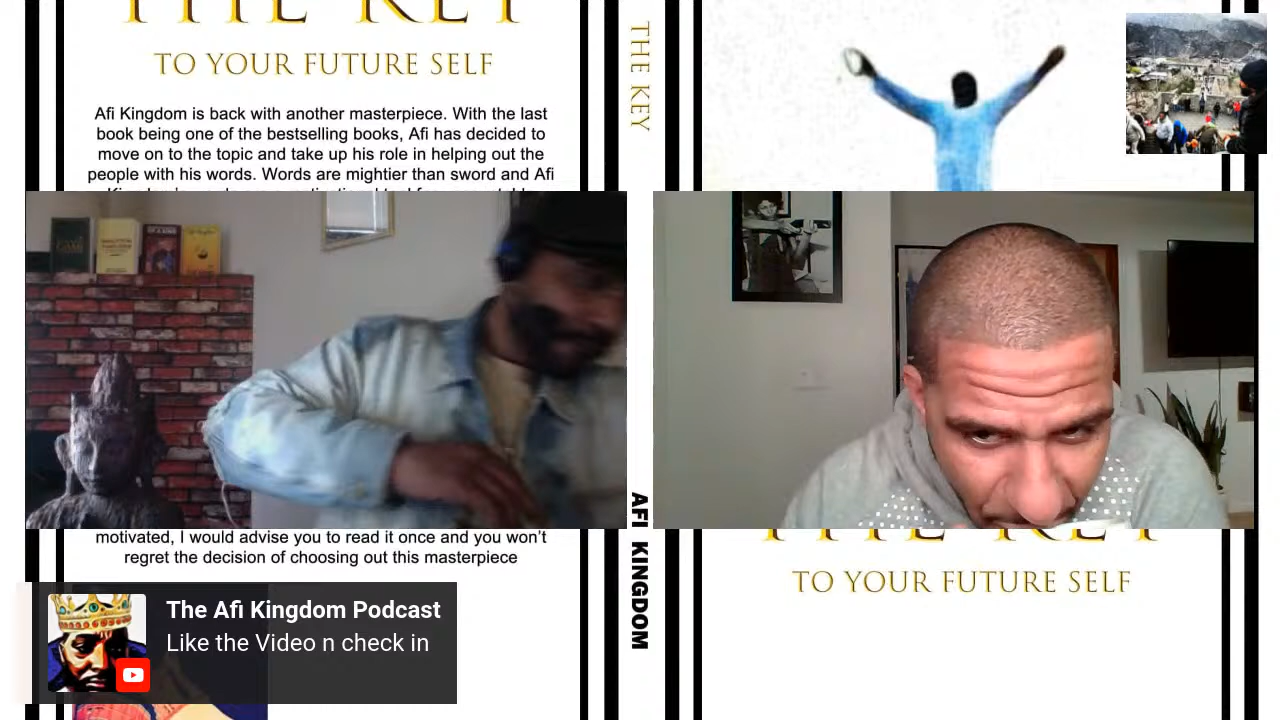 THE KEY
TO YOUR FUTURE SELF
Afi Kingdom is back with another masterpiece. With the last
book being one of the bestselling books, Afi has decided to
move on to the topic and take up his role in helping out the
people with his words. Words are mightier than sword and Afi
motivated, I would advise you to read it once and you won't
regret the decision of choosing out this masterpiece
The Afi Kingdom Podcast
Like the Video n check in
THE KEY
AFI KINGDOM
THE KEY
TO YOUR FUTURE SELF